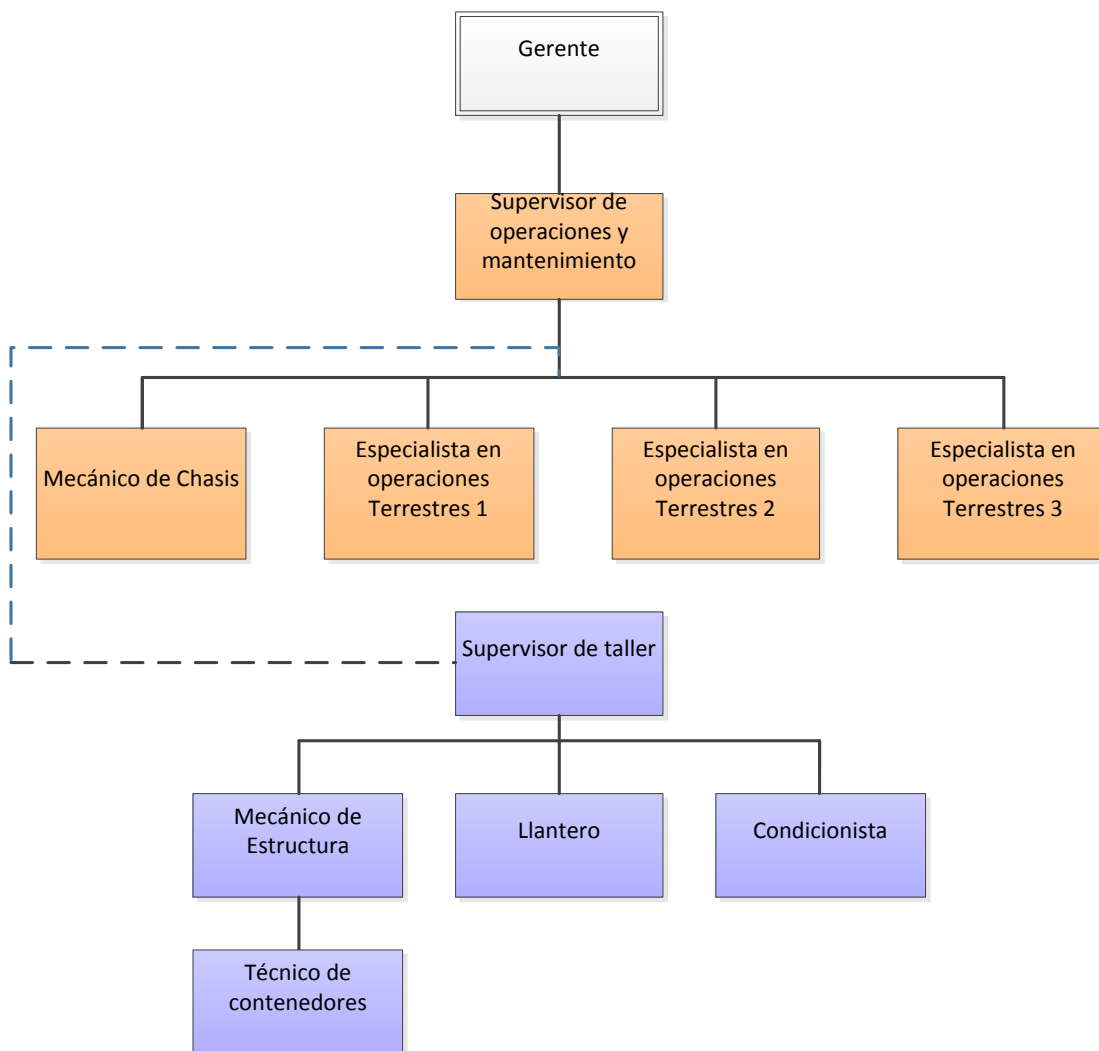 Gerente
Supervisor de
operaciones y
mantenimiento
Mecánico de Chasis
Especialista en
operaciones
Terrestres 1
Especialista en
operaciones
Terrestres 2
Especialista en
operaciones
Terrestres 3
Supervisor de taller
Mecánico de
Estructura
Llantero
Condicionista
Técnico de
contenedores